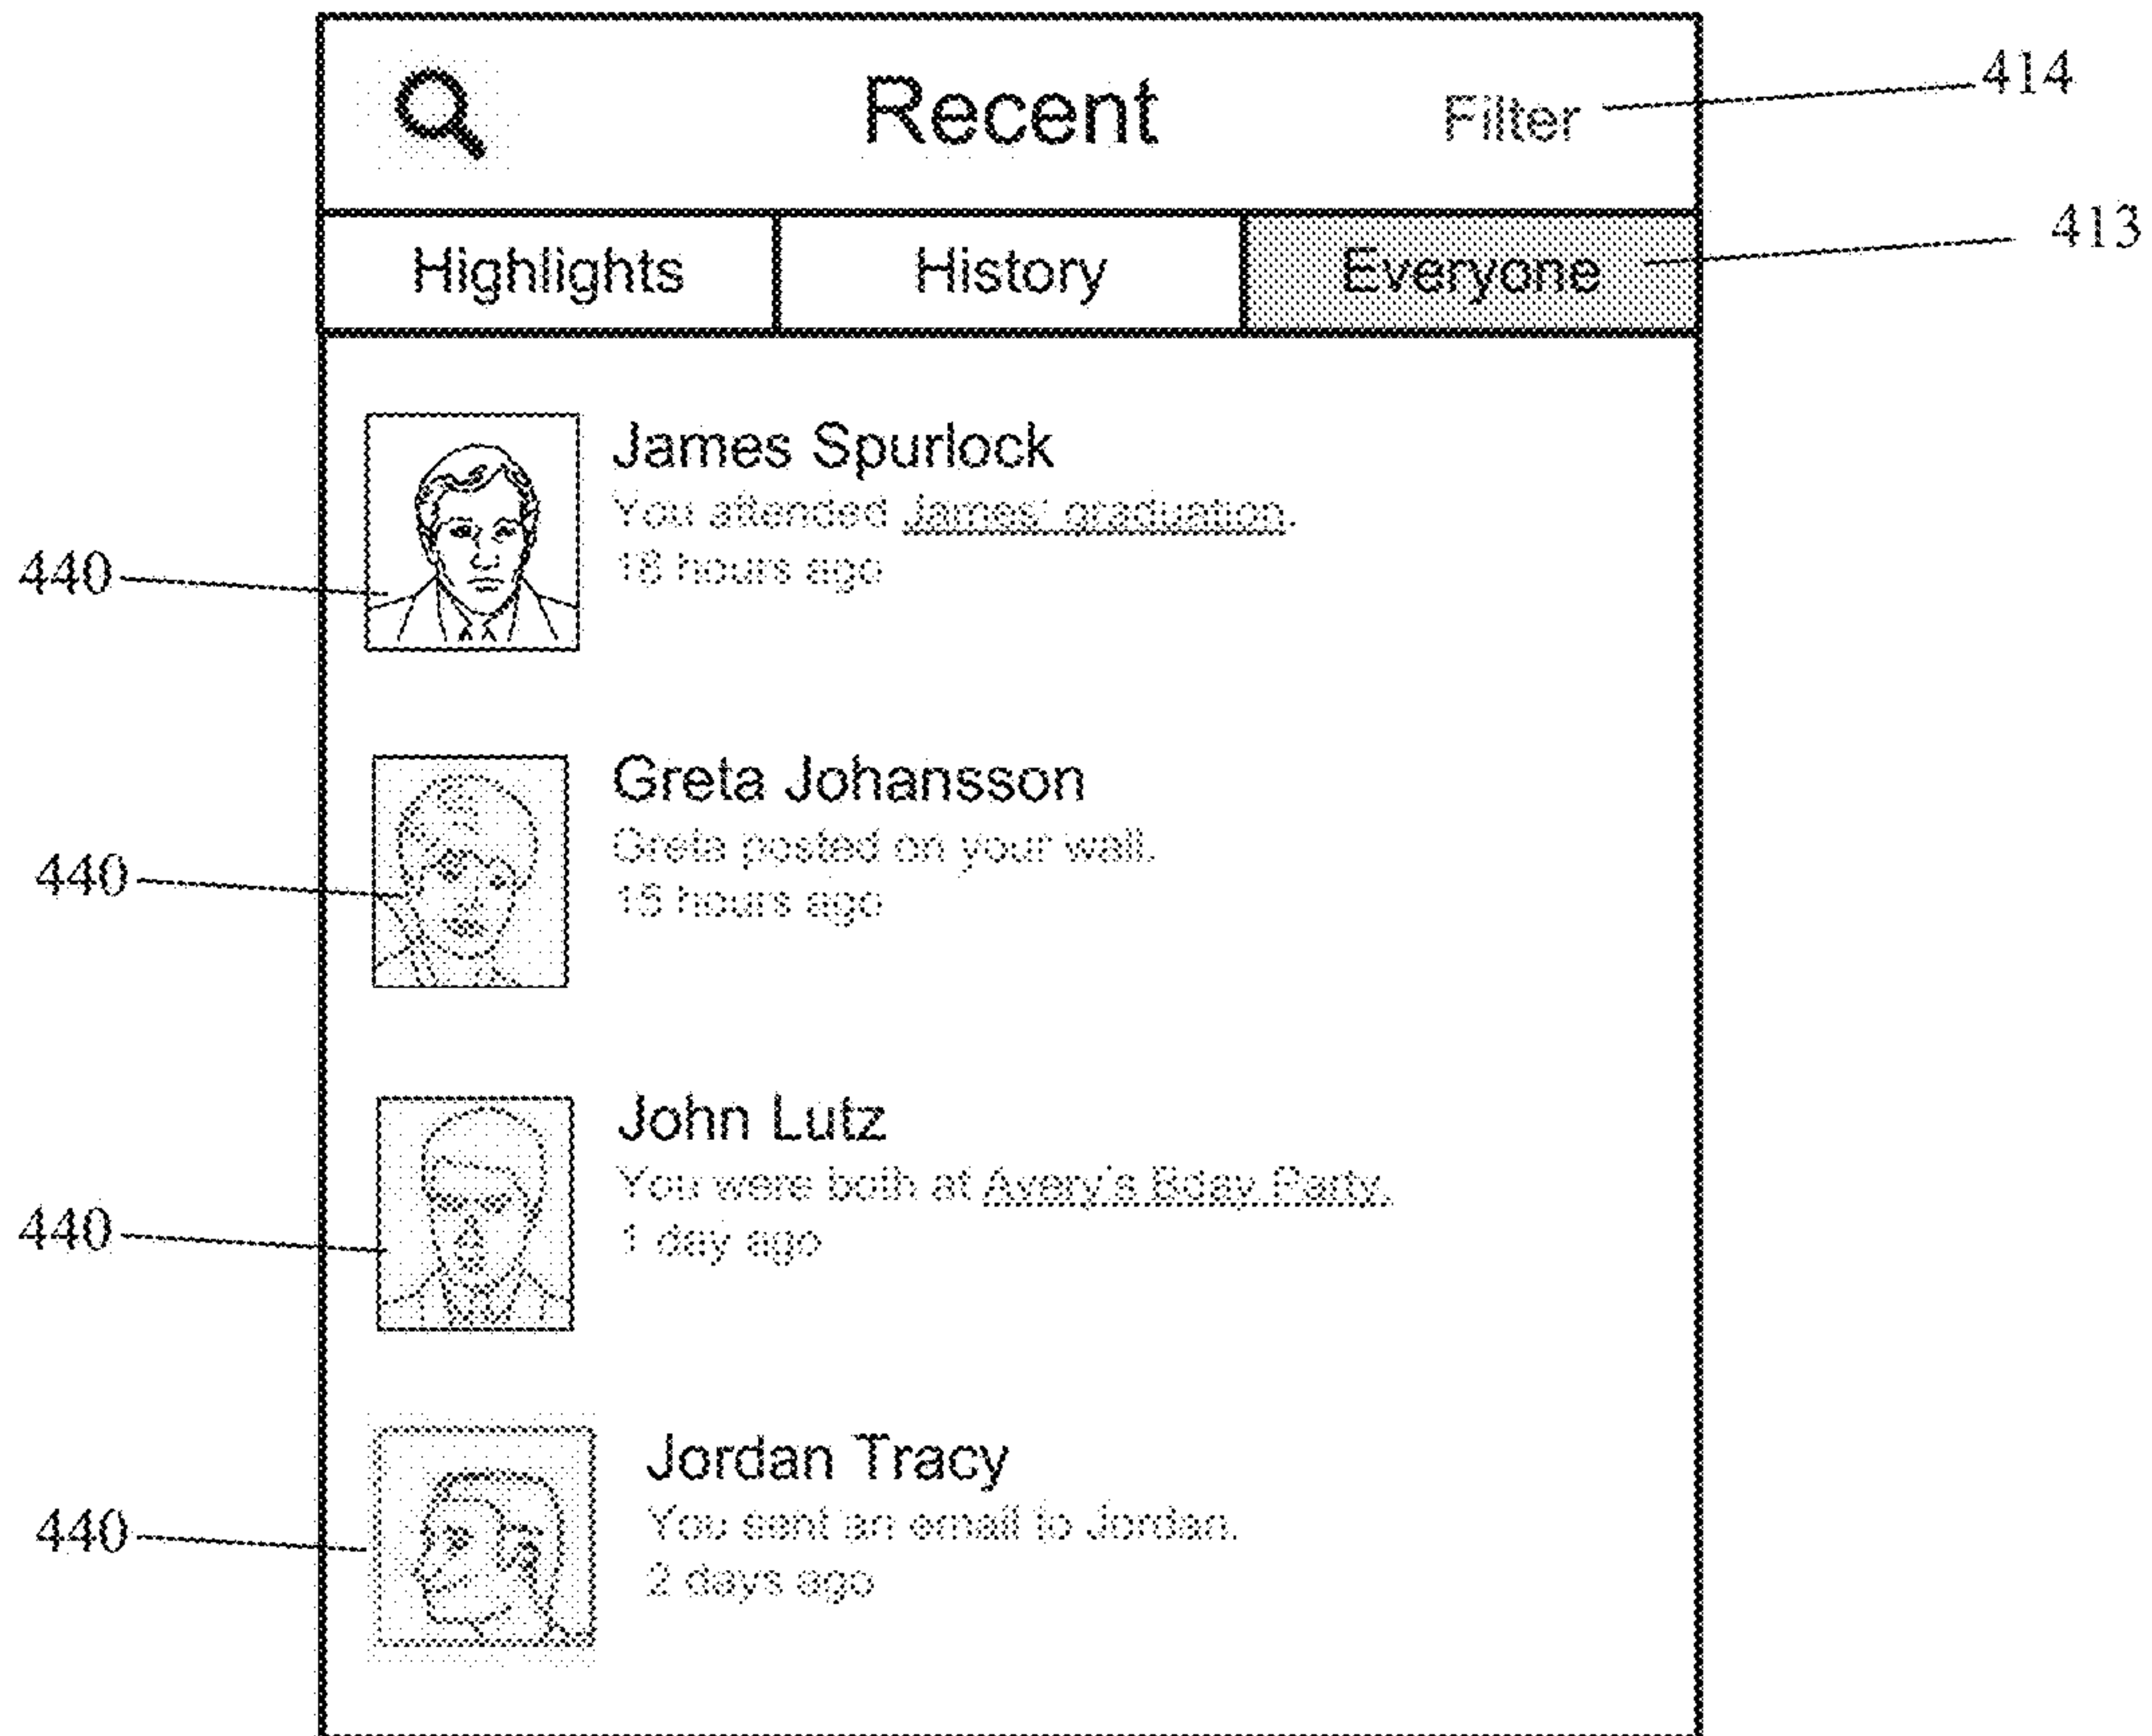 Recent
Filter
414
Highlights
History
Everyone
413
James Spurlock
You attended James' graduation.
hours ago
440
Greta Johansson
Greta posted on your wall.
15 hours ago
440
John Lutz
You were both at Avery's Bday Party.
1 day ago
440
Jordan Tracy
You sent an email to Jordan.
2 days ago
440